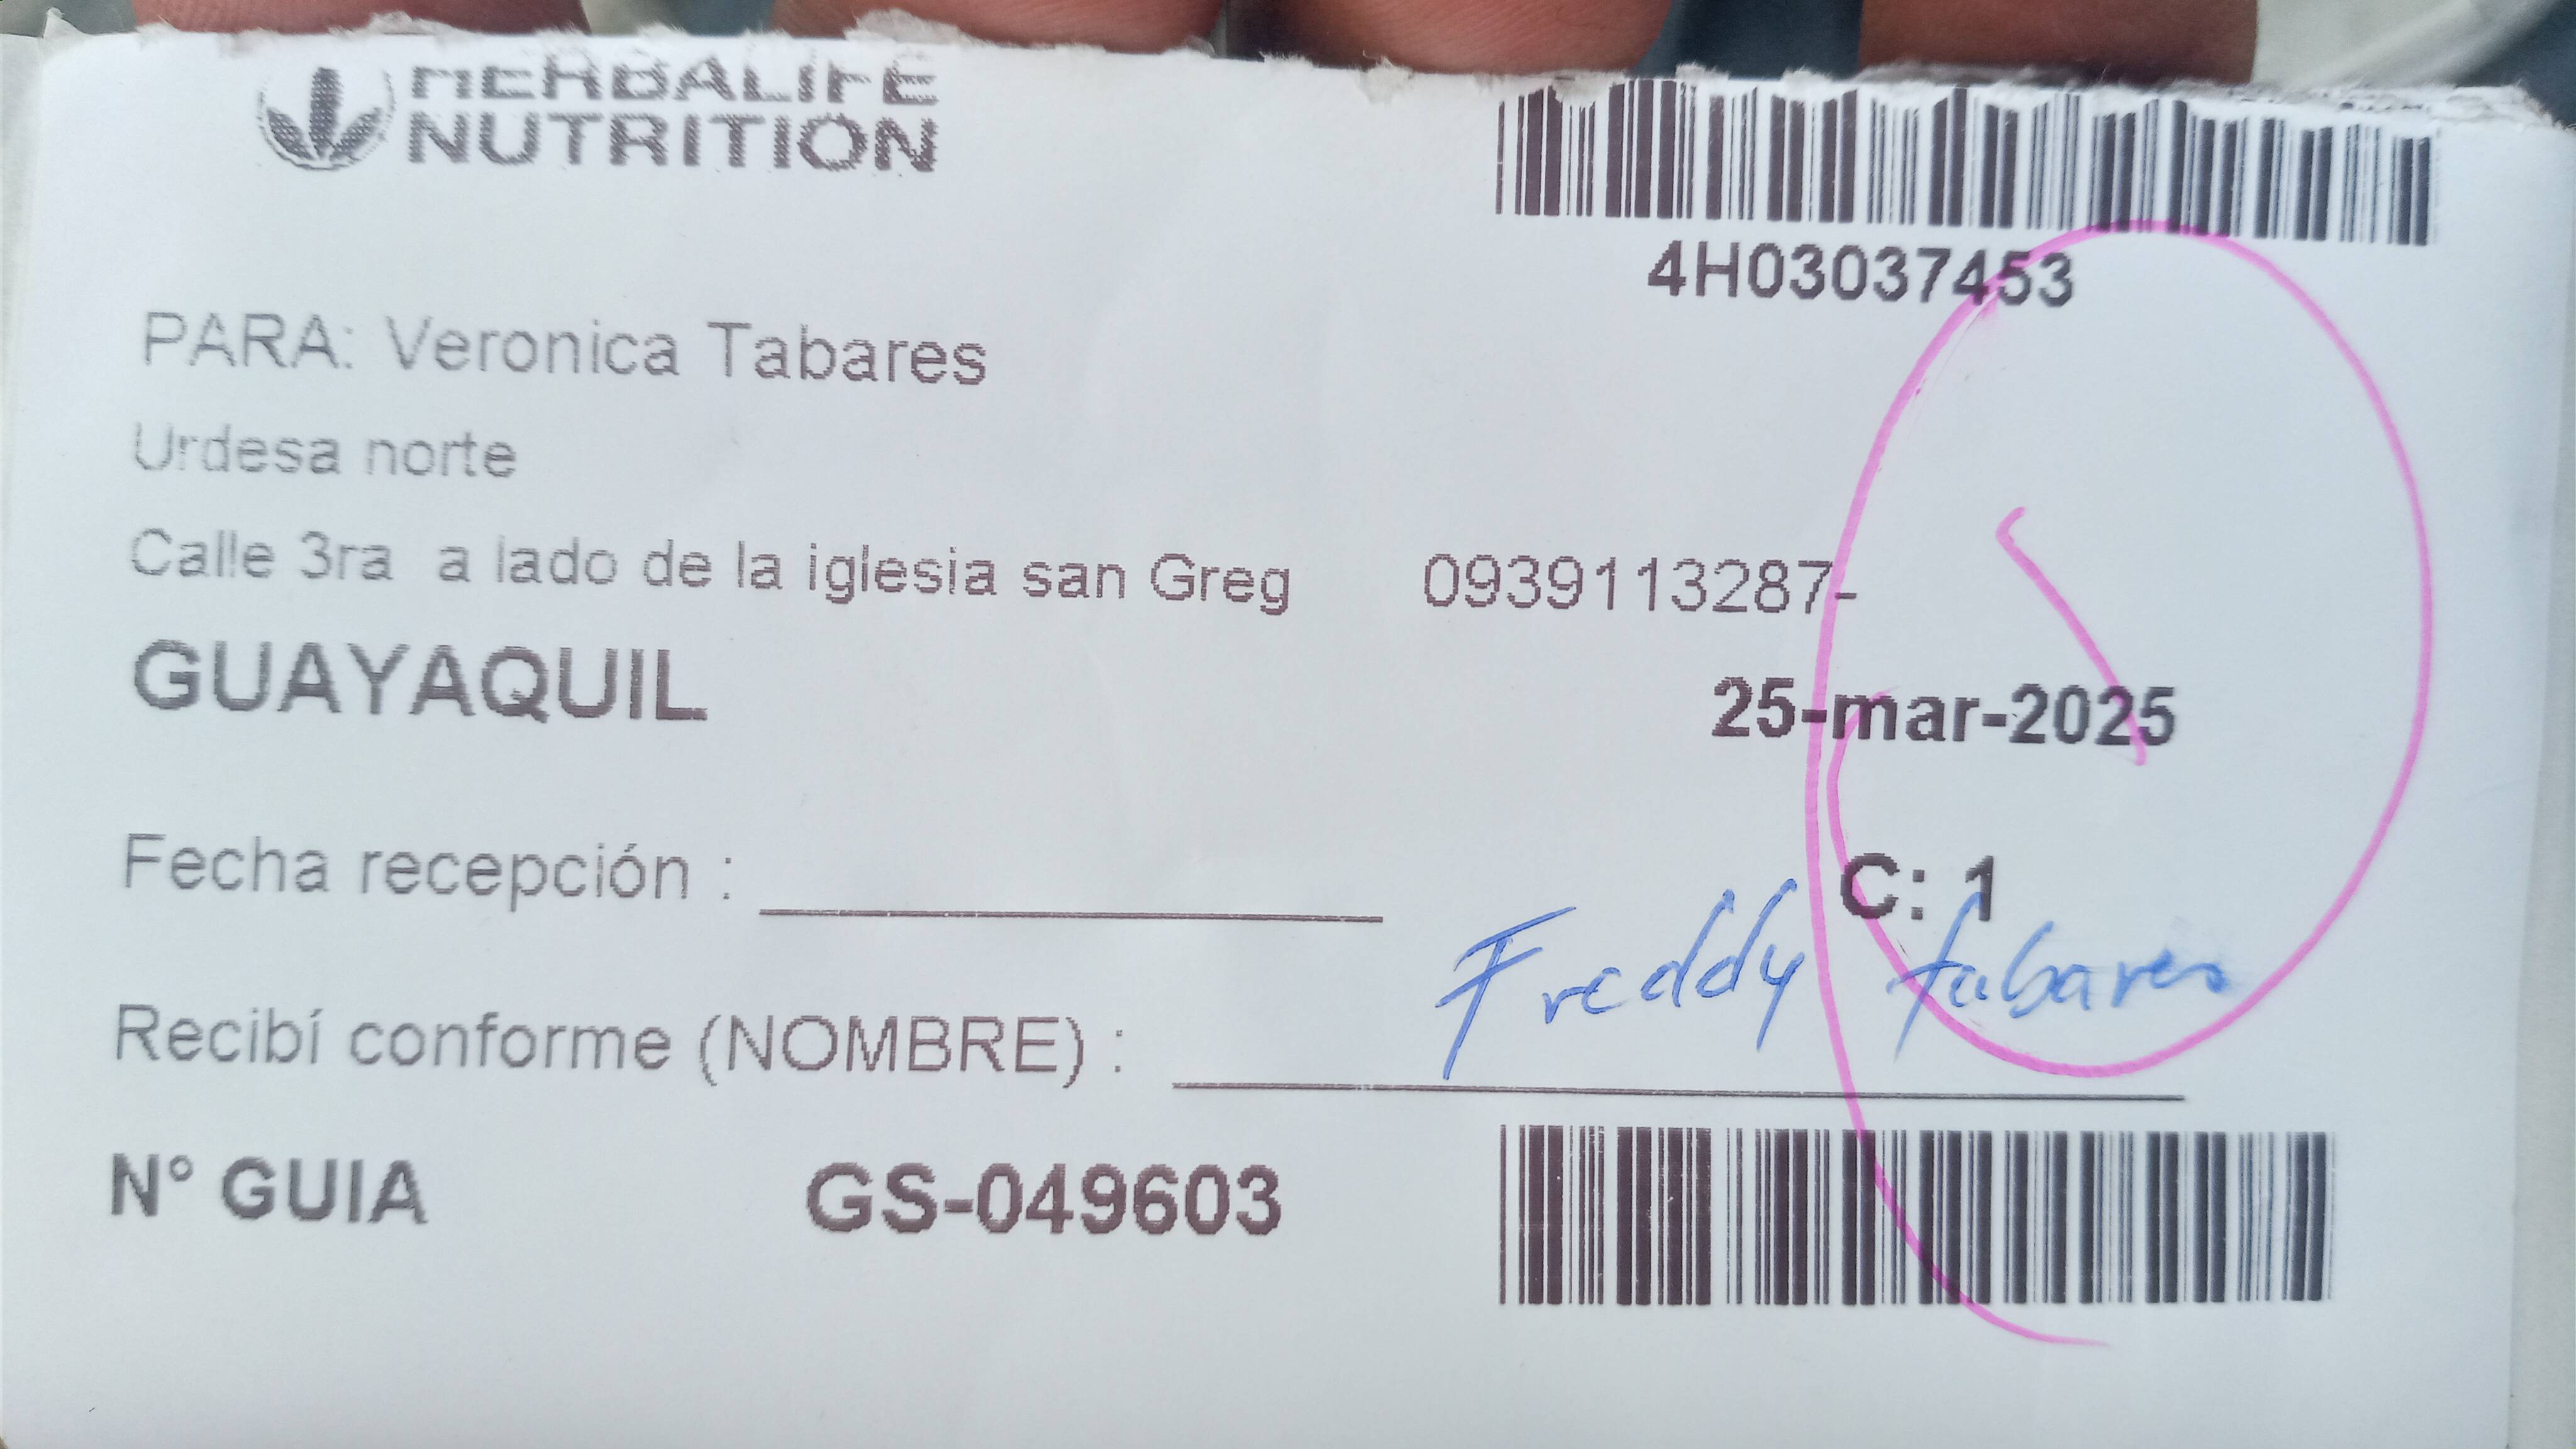 HERBALIFE
NUTRITION
4H03037453
PARA: Veronica Tabares
Urdesa norte
Calle 3ra a lado de la iglesia san Greg 0939113287-
GUAYAQUIL
25-mar-2025
Fecha recepción :
C: 1
Recibí conforme (NOMBRE) : Freddy tabares
N° GUIA GS-049603